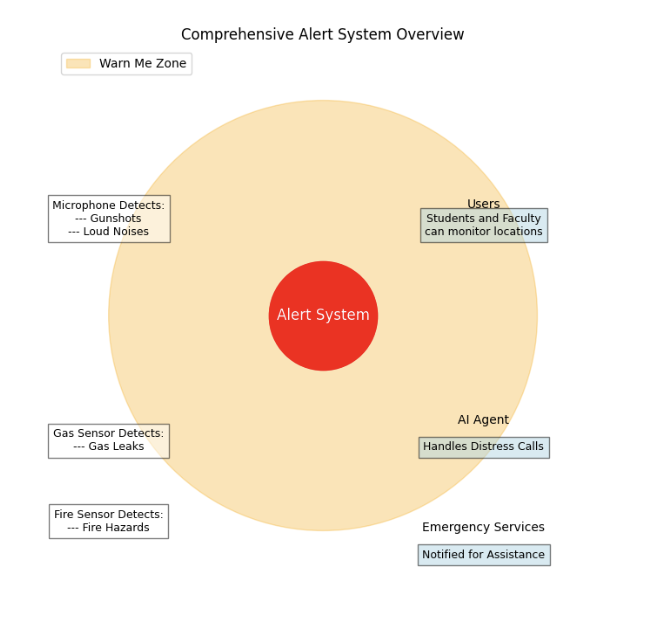 Comprehensive Alert System Overview
Warn Me Zone
Microphone Detects:
--- Gunshots
--- Loud Noises
Users
Students and Faculty
can monitor locations
Alert System
Gas Sensor Detects:
--- Gas Leaks
AI Agent
Handles Distress Calls
Fire Sensor Detects:
--- Fire Hazards
Emergency Services
Notified for Assistance